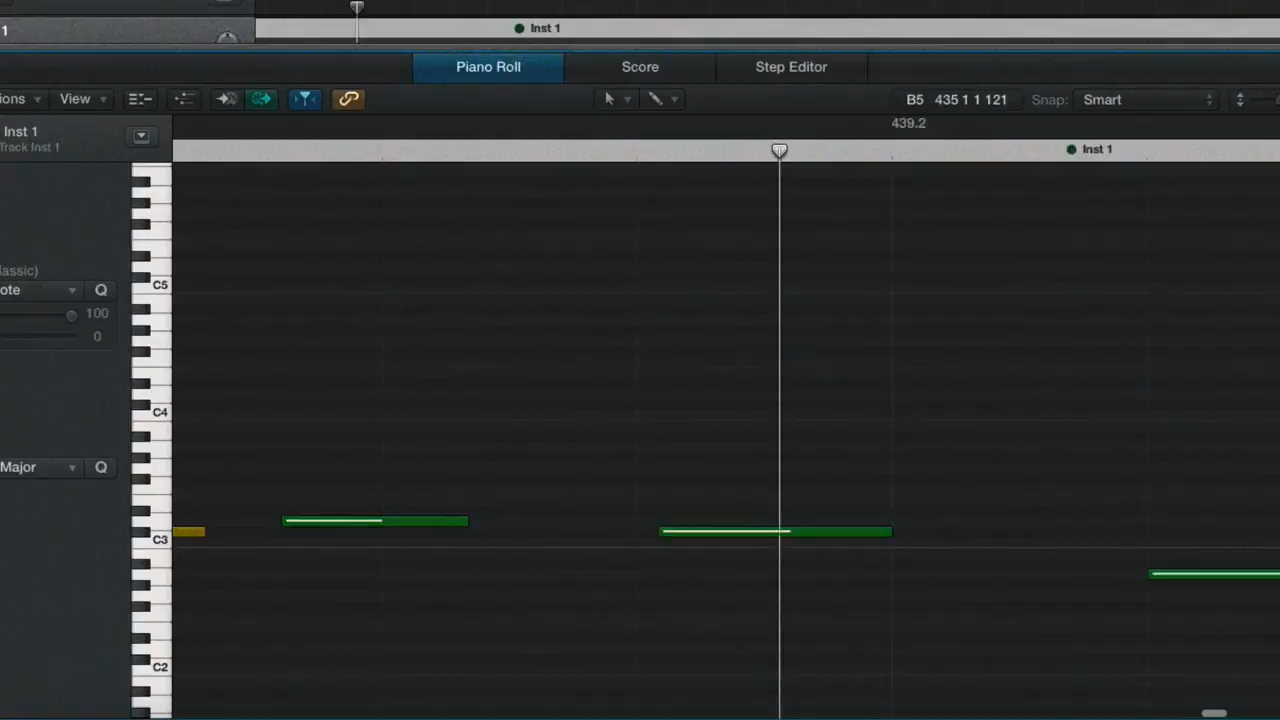 1
Inst 1
Piano Roll
Score
Step Editor
ions
View
B5 435 1 1 121
Snap: Smart
439.2
Inst 1
Track Inst 1
Inst 1
lassic)
ote
Q
100
0
C5
C4
Major
Q
C3
C2